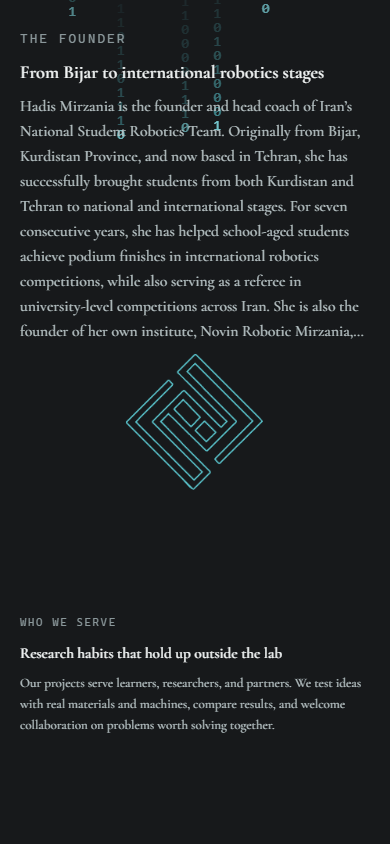 THE FOUNDER
From Bijar to international robotics stages
Hadis Mirzania is the founder and head coach of Iran's
National Student Robotics Team. Originally from Bijar,
Kurdistan Province, and now based in Tehran, she has
successfully brought students from both Kurdistan and
Tehran to national and international stages. For seven
consecutive years, she has helped school-aged students
achieve podium finishes in international robotics
competitions, while also serving as a referee in
university-level competitions across Iran. She is also the
founder of her own institute, Novin Robotic Mirzania,...
WHO WE SERVE
Research habits that hold up outside the lab
Our projects serve learners, researchers, and partners. We test ideas
with real materials and machines, compare results, and welcome
collaboration on problems worth solving together.